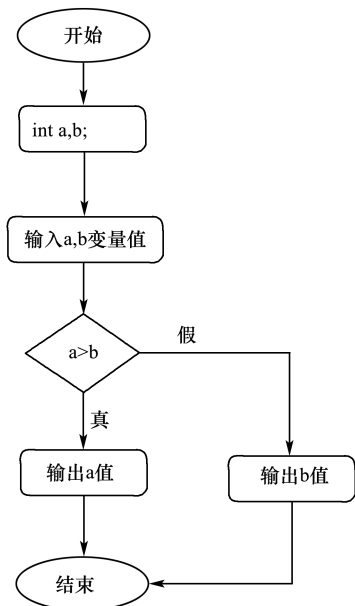 开始
int a,b;
输入a,b变量值
a>b
假
真
输出a值
输出b值
结束